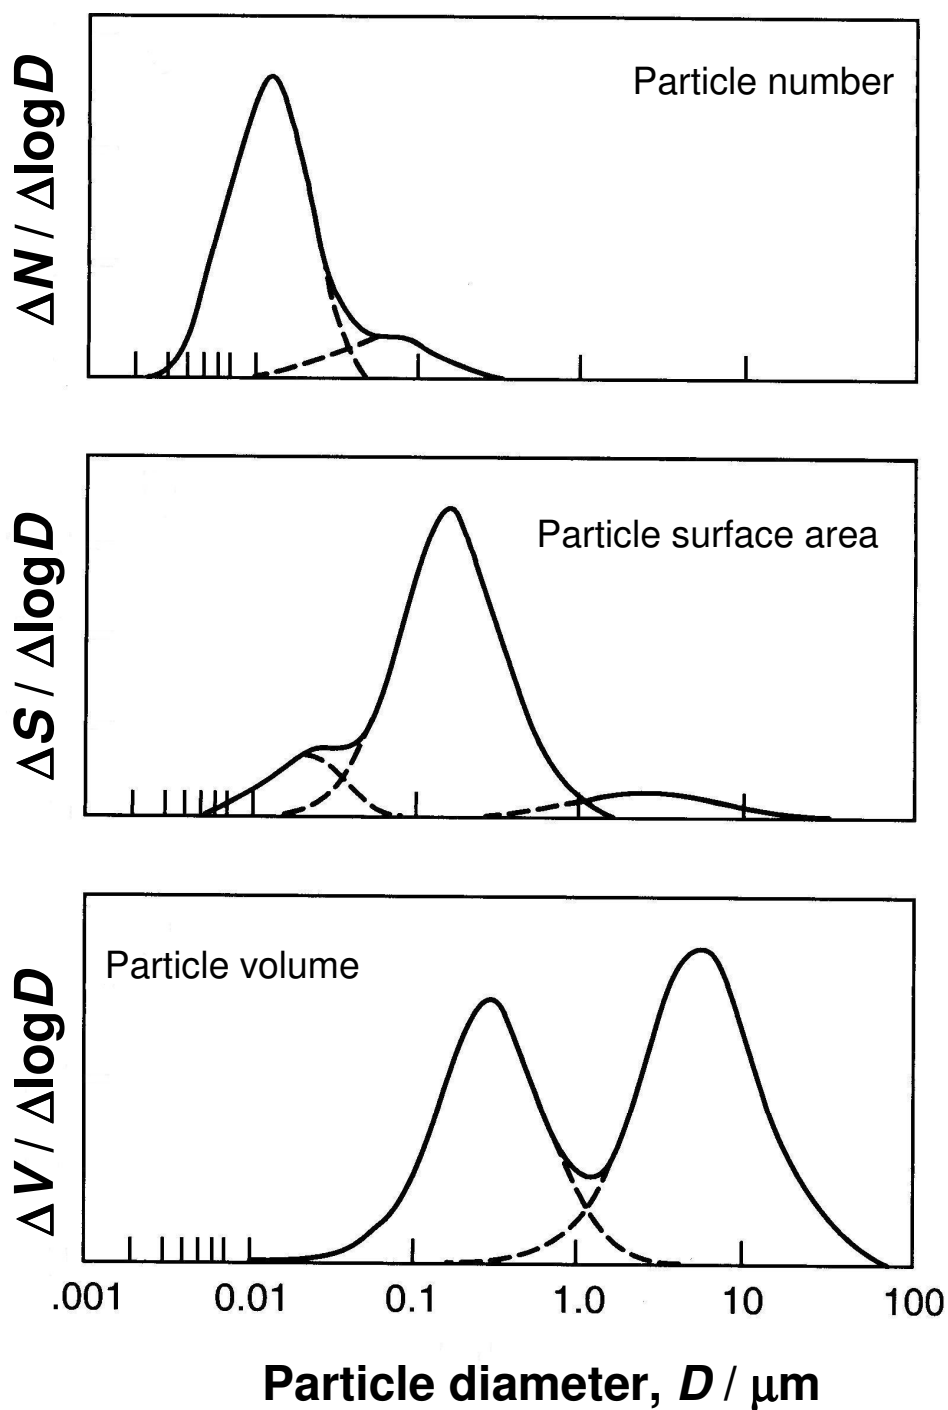 ΔN / ΔlogD
Particle number
ΔS / ΔlogD
Particle surface area
ΔV / ΔlogD
Particle volume
.001 0.01 0.1 1.0 10 100
Particle diameter, D / μm